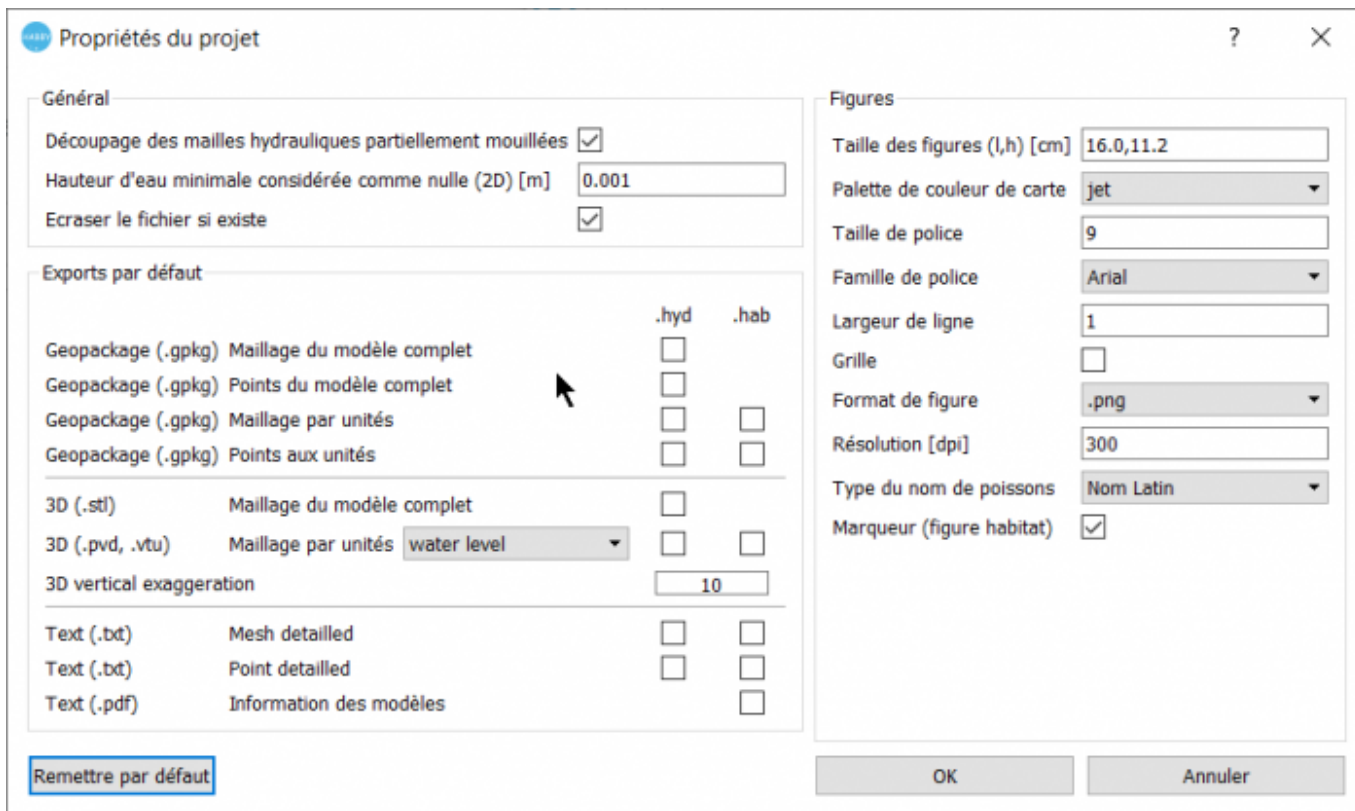 HABBY
Propriétés du projet
?
Général
Découpage des mailles hydrauliques partiellement mouillées
Hauteur d'eau minimale considérée comme nulle (2D) [m] 0.001
Ecraser le fichier si existe
Exports par défaut
.hyd .hab
Geopackage (.gpkg) Maillage du modèle complet
Geopackage (.gpkg) Points du modèle complet
Geopackage (.gpkg) Maillage par unités
Geopackage (.gpkg) Points aux unités
3D (.stl) Maillage du modèle complet
3D (.pvd, .vtu) Maillage par unités water level
3D vertical exaggeration 10
Text (.txt) Mesh detailled
Text (.txt) Point detailled
Text (.pdf) Information des modèles
Figures
Taille des figures (l,h) [cm] 16.0,11.2
Palette de couleur de carte jet
Taille de police 9
Famille de police Arial
Largeur de ligne 1
Grille
Format de figure .png
Résolution [dpi] 300
Type du nom de poissons Nom Latin
Marqueur (figure habitat)
Remettre par défaut
OK
Annuler